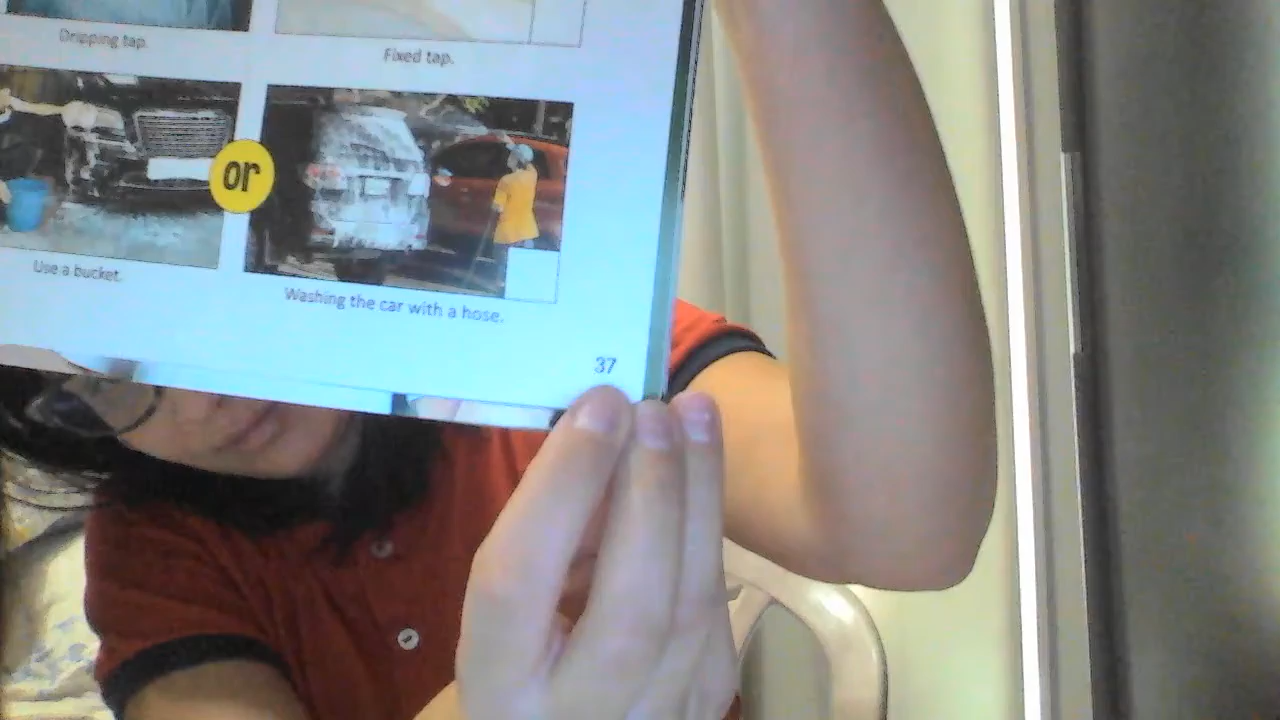 Dripping tap.
Fixed tap.
or
Use a bucket.
Washing the car with a hose.
37